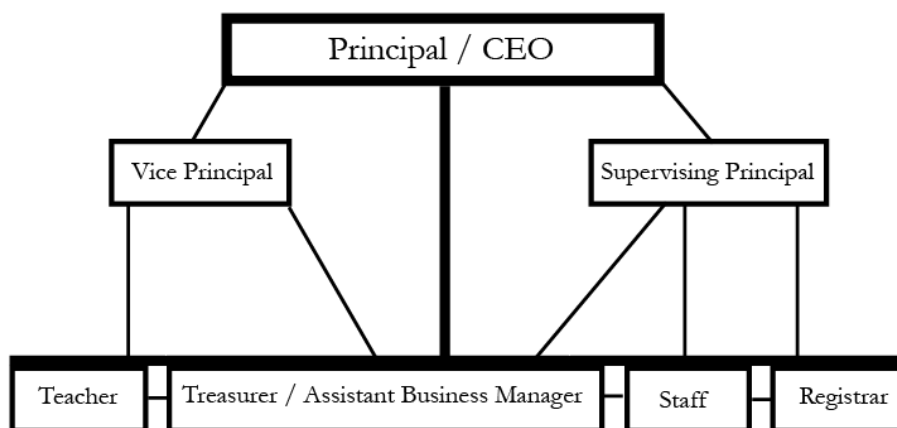 Principal / CEO
Vice Principal
Supervising Principal
Teacher
Treasurer / Assistant Business Manager
Staff
Registrar